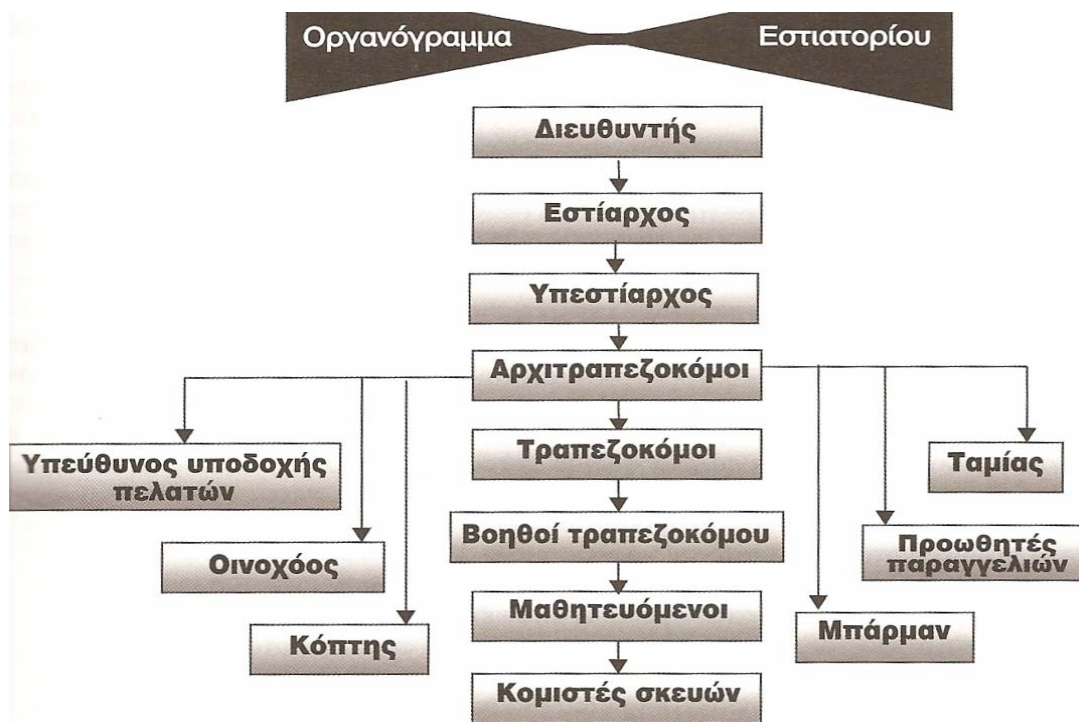 Οργανόγραμμα Εστιατορίου
Διευθυντής
Εστίαρχος
Υπεστίαρχος
Αρχιτραπεζοκόμοι
Τραπεζοκόμοι
Ταμίας
Υπεύθυνος υποδοχής
πελατών
Βοηθοί τραπεζοκόμου
Προωθητές
παραγγελιών
Οινοχόος
Μαθητευόμενοι
Μπάρμαν
Κόπτης
Κομιστές σκευών